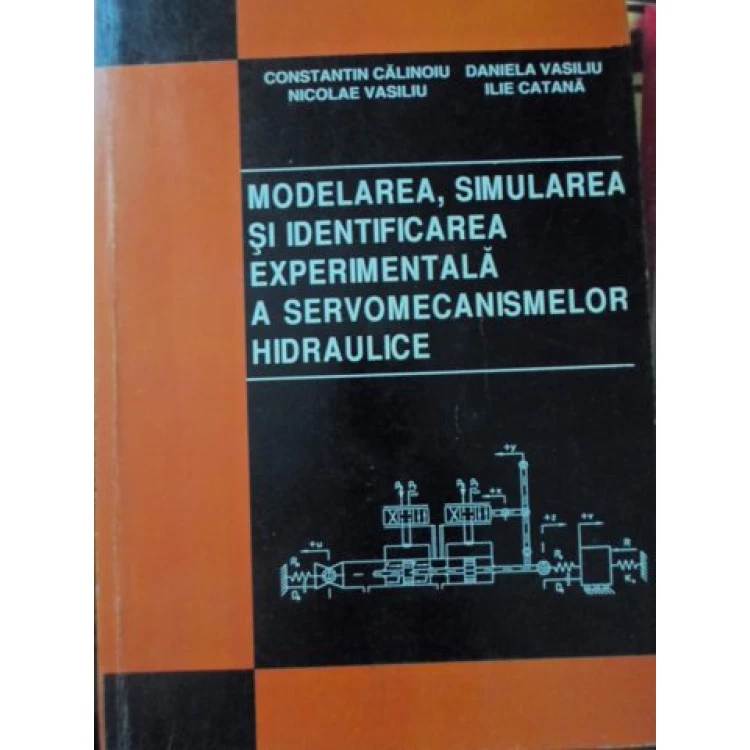 CONSTANTIN CĂLINOIU DANIELA VASILIU
NICOLAE VASILIU ILIE CATANĂ
MODELAREA, SIMULAREA
ŞI IDENTIFICAREA
EXPERIMENTALĂ
A SERVOMECANISMELOR
HIDRAULICE
+y
+x
+u
+z +v
R